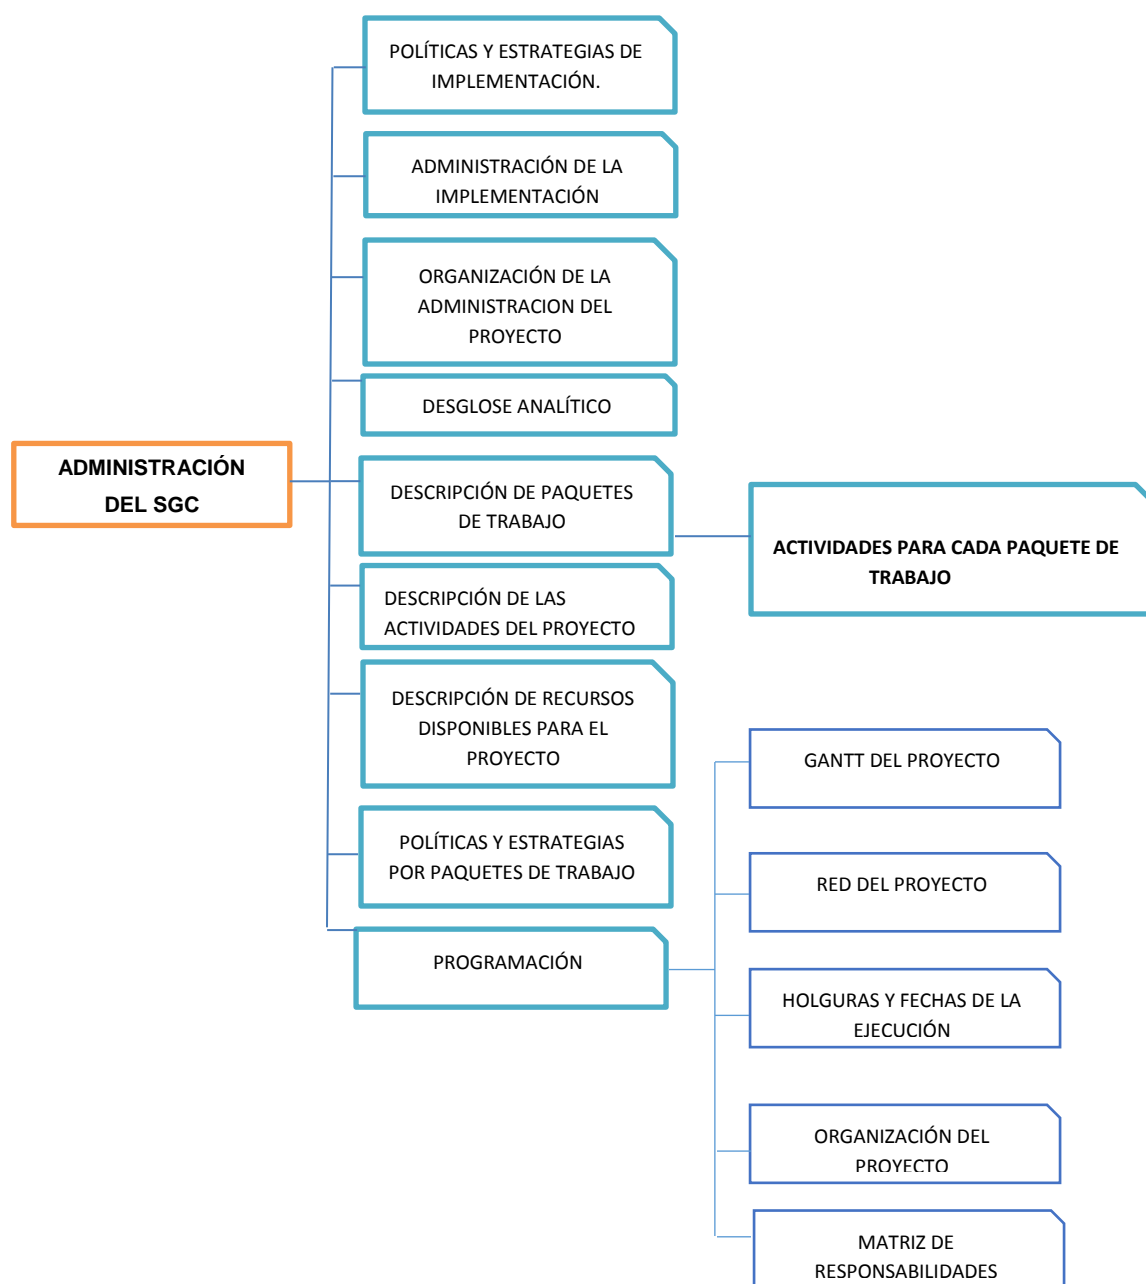 POLÍTICAS Y ESTRATEGIAS DE
IMPLEMENTACIÓN.
ADMINISTRACIÓN DE LA
IMPLEMENTACIÓN
ORGANIZACIÓN DE LA
ADMINISTRACION DEL
PROYECTO
DESGLOSE ANALÍTICO
ADMINISTRACIÓN
DEL SGC
DESCRIPCIÓN DE PAQUETES
DE TRABAJO
ACTIVIDADES PARA CADA PAQUETE DE
TRABAJO
DESCRIPCIÓN DE LAS
ACTIVIDADES DEL PROYECTO
DESCRIPCIÓN DE RECURSOS
DISPONIBLES PARA EL
PROYECTO
POLÍTICAS Y ESTRATEGIAS
POR PAQUETES DE TRABAJO
PROGRAMACIÓN
GANTT DEL PROYECTO
RED DEL PROYECTO
HOLGURAS Y FECHAS DE LA
EJECUCIÓN
ORGANIZACIÓN DEL
PROYECTO
MATRIZ DE
RESPONSABILIDADES